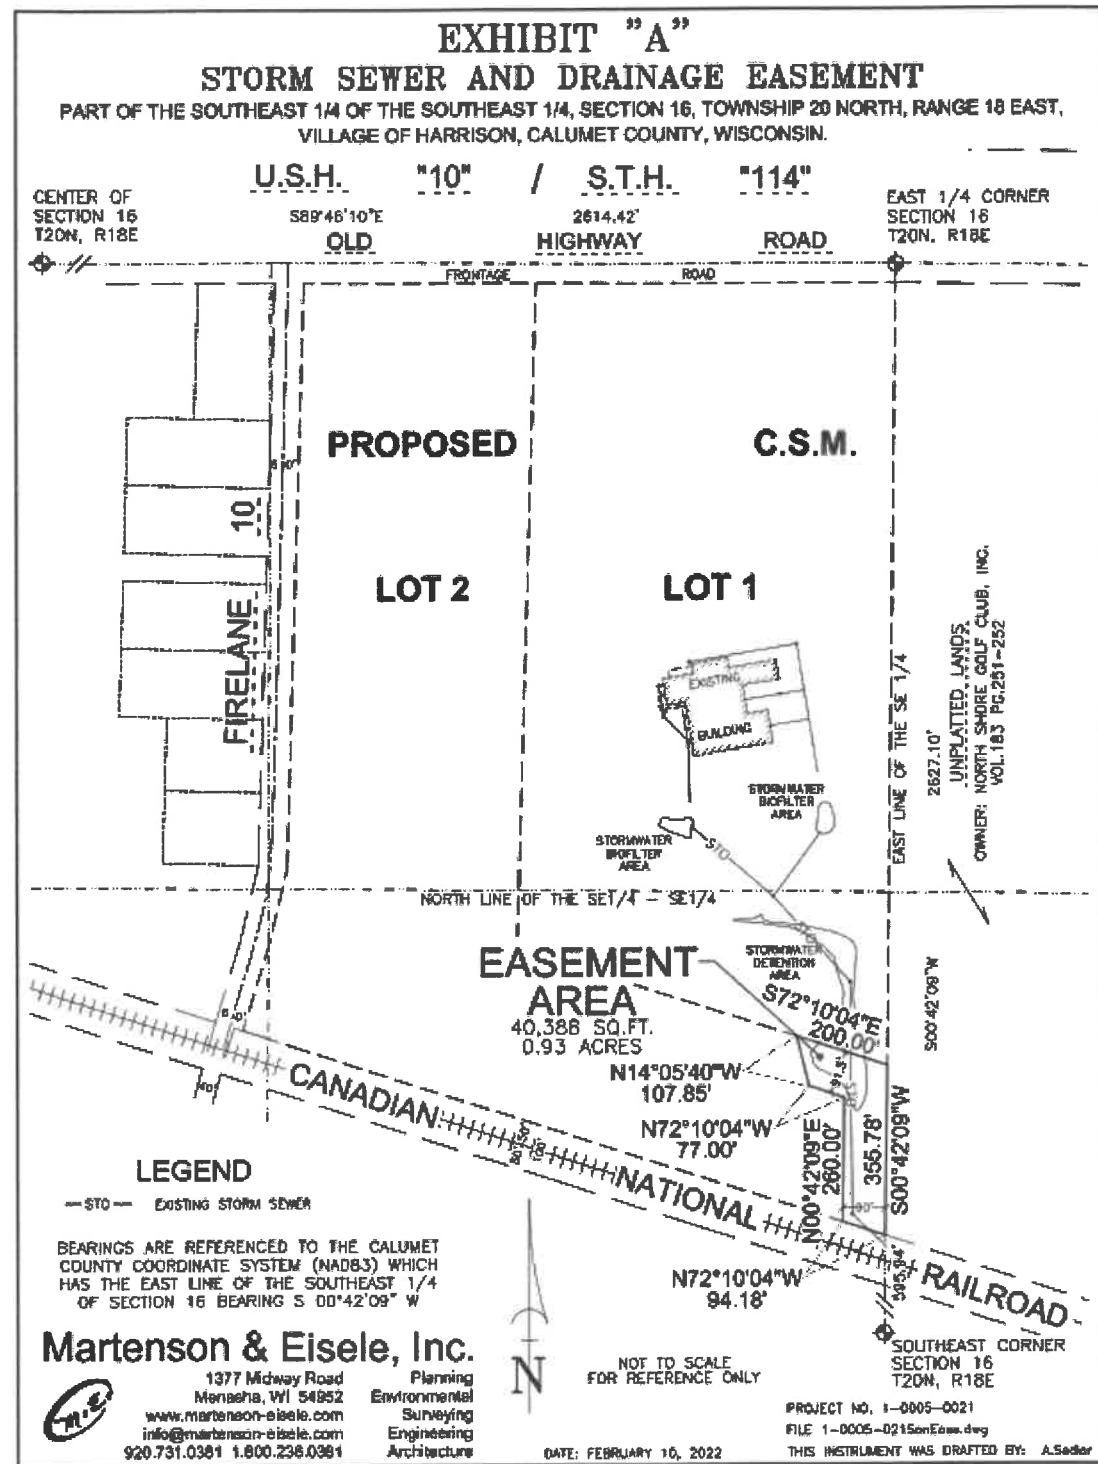 EXHIBIT "A"
STORM SEWER AND DRAINAGE EASEMENT
PART OF THE SOUTHEAST 1/4 OF THE SOUTHEAST 1/4, SECTION 16, TOWNSHIP 20 NORTH, RANGE 18 EAST,
VILLAGE OF HARRISON, CALUMET COUNTY, WISCONSIN.
U.S.H. "10" / S.T.H. "114"
CENTER OF
SECTION 16
T20N, R18E
S89°46'10"E 2614.42'
OLD HIGHWAY ROAD
EAST 1/4 CORNER
SECTION 16
T20N, R18E
FRONTAGE ROAD
PROPOSED C.S.M.
10
FIRELANE
LOT 2
LOT 1
EXISTING
BUILDING
STORMWATER
BIOFILTER
AREA
STORMWATER
BIOFILTER
AREA
STO
EAST LINE OF THE SE 1/4
2627.10'
UNPLATTED LANDS
OWNER: NORTH SHORE GOLF CLUB, INC.
VOL.183 PG.251-252
NORTH LINE OF THE SE1/4 - SE1/4
STORMWATER
DETENTION
AREA
S00°42'09"W
EASEMENT
AREA
40,388 SQ.FT.
0.93 ACRES
S72°10'04"E
200.00'
N14°05'40"W
107.85'
N72°10'04"W
77.00'
N00°42'09"E
260.00'
355.78'
S00°42'09"W
N72°10'04"W
94.18'
595.94'
CANADIAN NATIONAL RAILROAD
LEGEND
STO EXISTING STORM SEWER
BEARINGS ARE REFERENCED TO THE CALUMET
COUNTY COORDINATE SYSTEM (NAD83) WHICH
HAS THE EAST LINE OF THE SOUTHEAST 1/4
OF SECTION 16 BEARING S 00°42'09" W
Martenson & Eisele, Inc.
M.E.
1377 Midway Road
Menasha, WI 54952
www.martenson-eisele.com
info@martenson-eisele.com
920.731.0381 1.800.236.0381
Planning
Environmental
Surveying
Engineering
Architecture
N
NOT TO SCALE
FOR REFERENCE ONLY
DATE: FEBRUARY 10, 2022
SOUTHEAST CORNER
SECTION 16
T20N, R18E
PROJECT NO. 1-0005-0021
FILE 1-0005-021SanEase.dwg
THIS INSTRUMENT WAS DRAFTED BY: A.Sedlar